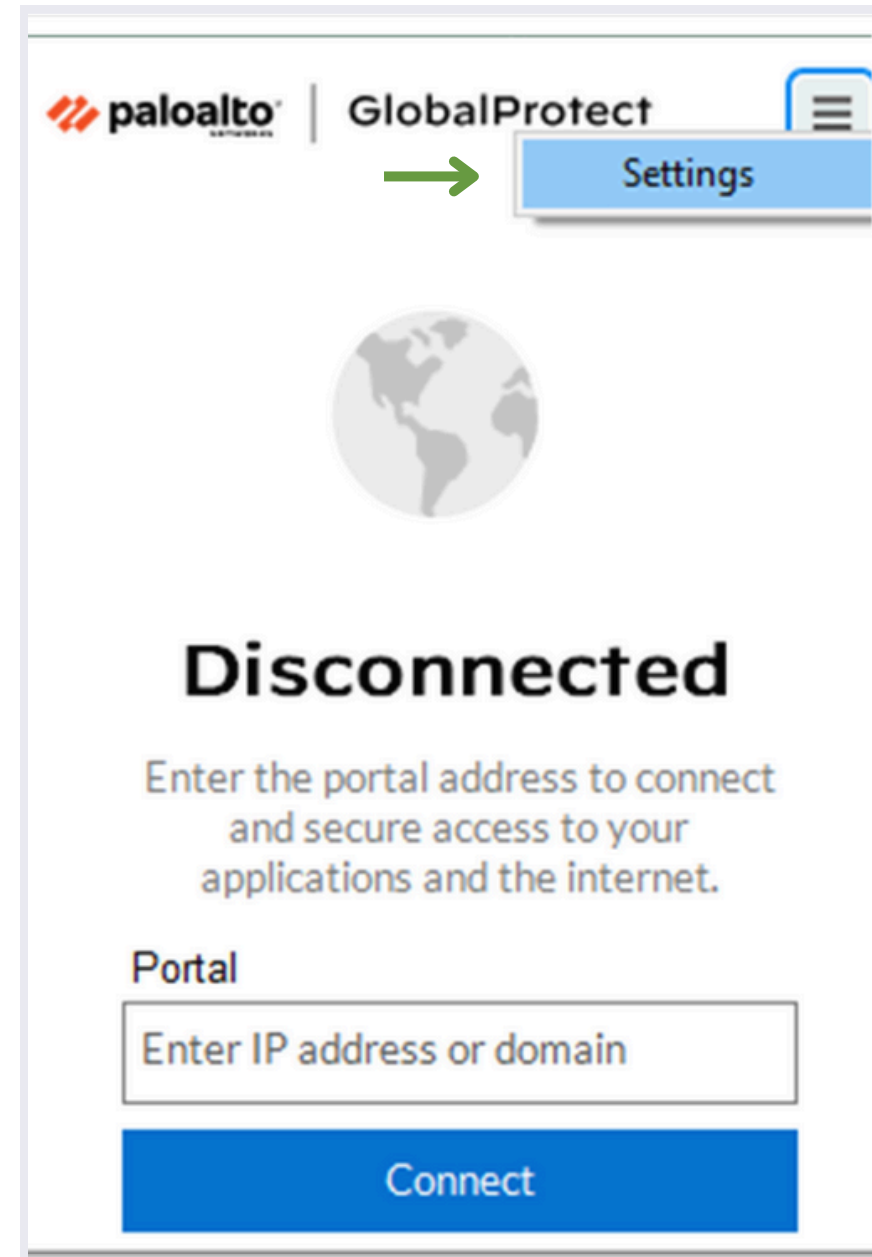 paloalto NETWORKS GlobalProtect
Settings
Disconnected
Enter the portal address to connect
and secure access to your
applications and the internet.
Portal
Enter IP address or domain
Connect